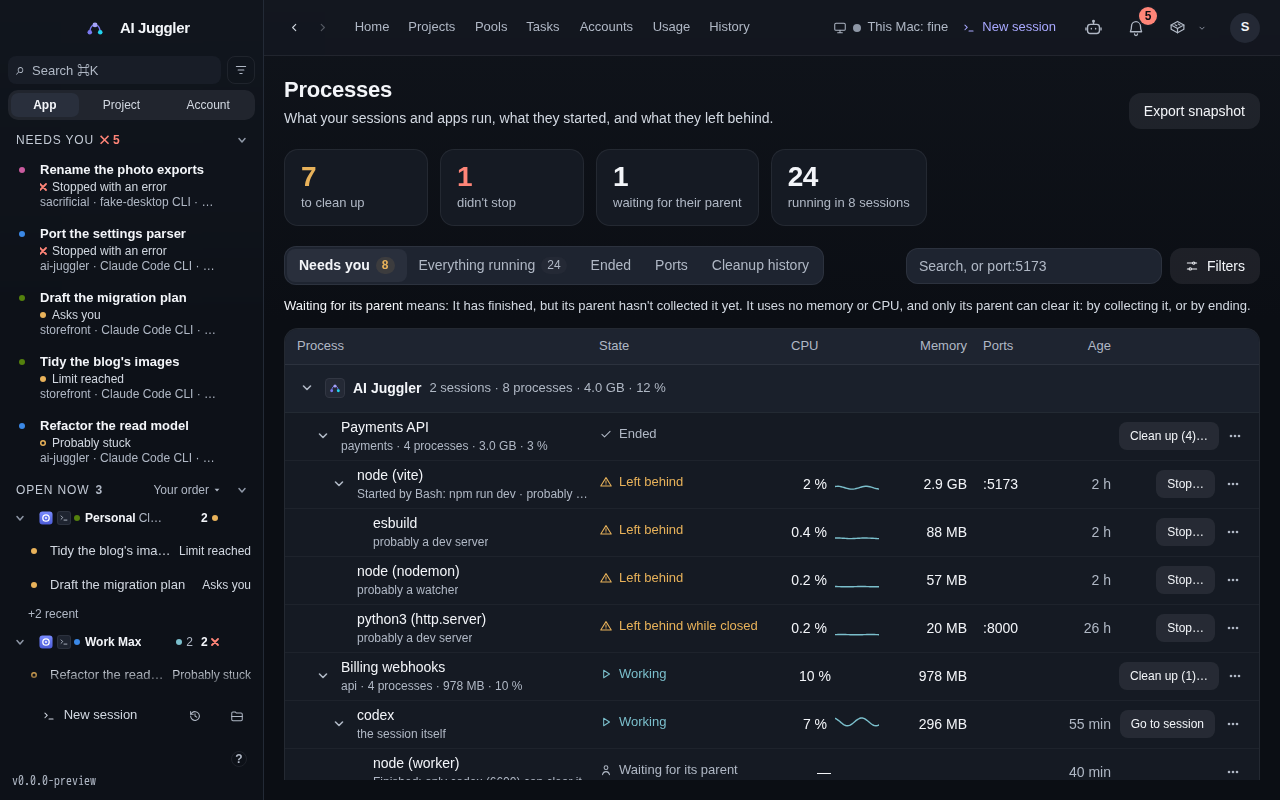 AI Juggler
Search ⌘K
App Project Account
NEEDS YOU 5
Rename the photo exports
Stopped with an error
sacrificial · fake-desktop CLI · …
Port the settings parser
Stopped with an error
ai-juggler · Claude Code CLI · …
Draft the migration plan
Asks you
storefront · Claude Code CLI · …
Tidy the blog's images
Limit reached
storefront · Claude Code CLI · …
Refactor the read model
Probably stuck
ai-juggler · Claude Code CLI · …
OPEN NOW 3 Your order
Personal Cl… 2
Tidy the blog's ima… Limit reached
Draft the migration plan Asks you
+2 recent
Work Max 2 2
Refactor the read… Probably stuck
New session
?
v0.0.0-preview
Home Projects Pools Tasks Accounts Usage History This Mac: fine New session 5 S
Processes
What your sessions and apps run, what they started, and what they left behind.
Export snapshot
7
to clean up
1
didn't stop
1
waiting for their parent
24
running in 8 sessions
Needs you 8 Everything running 24 Ended Ports Cleanup history Search, or port:5173 Filters
Waiting for its parent means: It has finished, but its parent hasn't collected it yet. It uses no memory or CPU, and only its parent can clear it: by collecting it, or by ending.
Process State CPU Memory Ports Age
AI Juggler 2 sessions · 8 processes · 4.0 GB · 12 %
Payments API Ended Clean up (4)…
payments · 4 processes · 3.0 GB · 3 %
node (vite) Left behind 2 % 2.9 GB :5173 2 h Stop…
Started by Bash: npm run dev · probably …
esbuild Left behind 0.4 % 88 MB 2 h Stop…
probably a dev server
node (nodemon) Left behind 0.2 % 57 MB 2 h Stop…
probably a watcher
python3 (http.server) Left behind while closed 0.2 % 20 MB :8000 26 h Stop…
probably a dev server
Billing webhooks Working 10 % 978 MB Clean up (1)…
api · 4 processes · 978 MB · 10 %
codex Working 7 % 296 MB 55 min Go to session
the session itself
node (worker) Waiting for its parent — 40 min